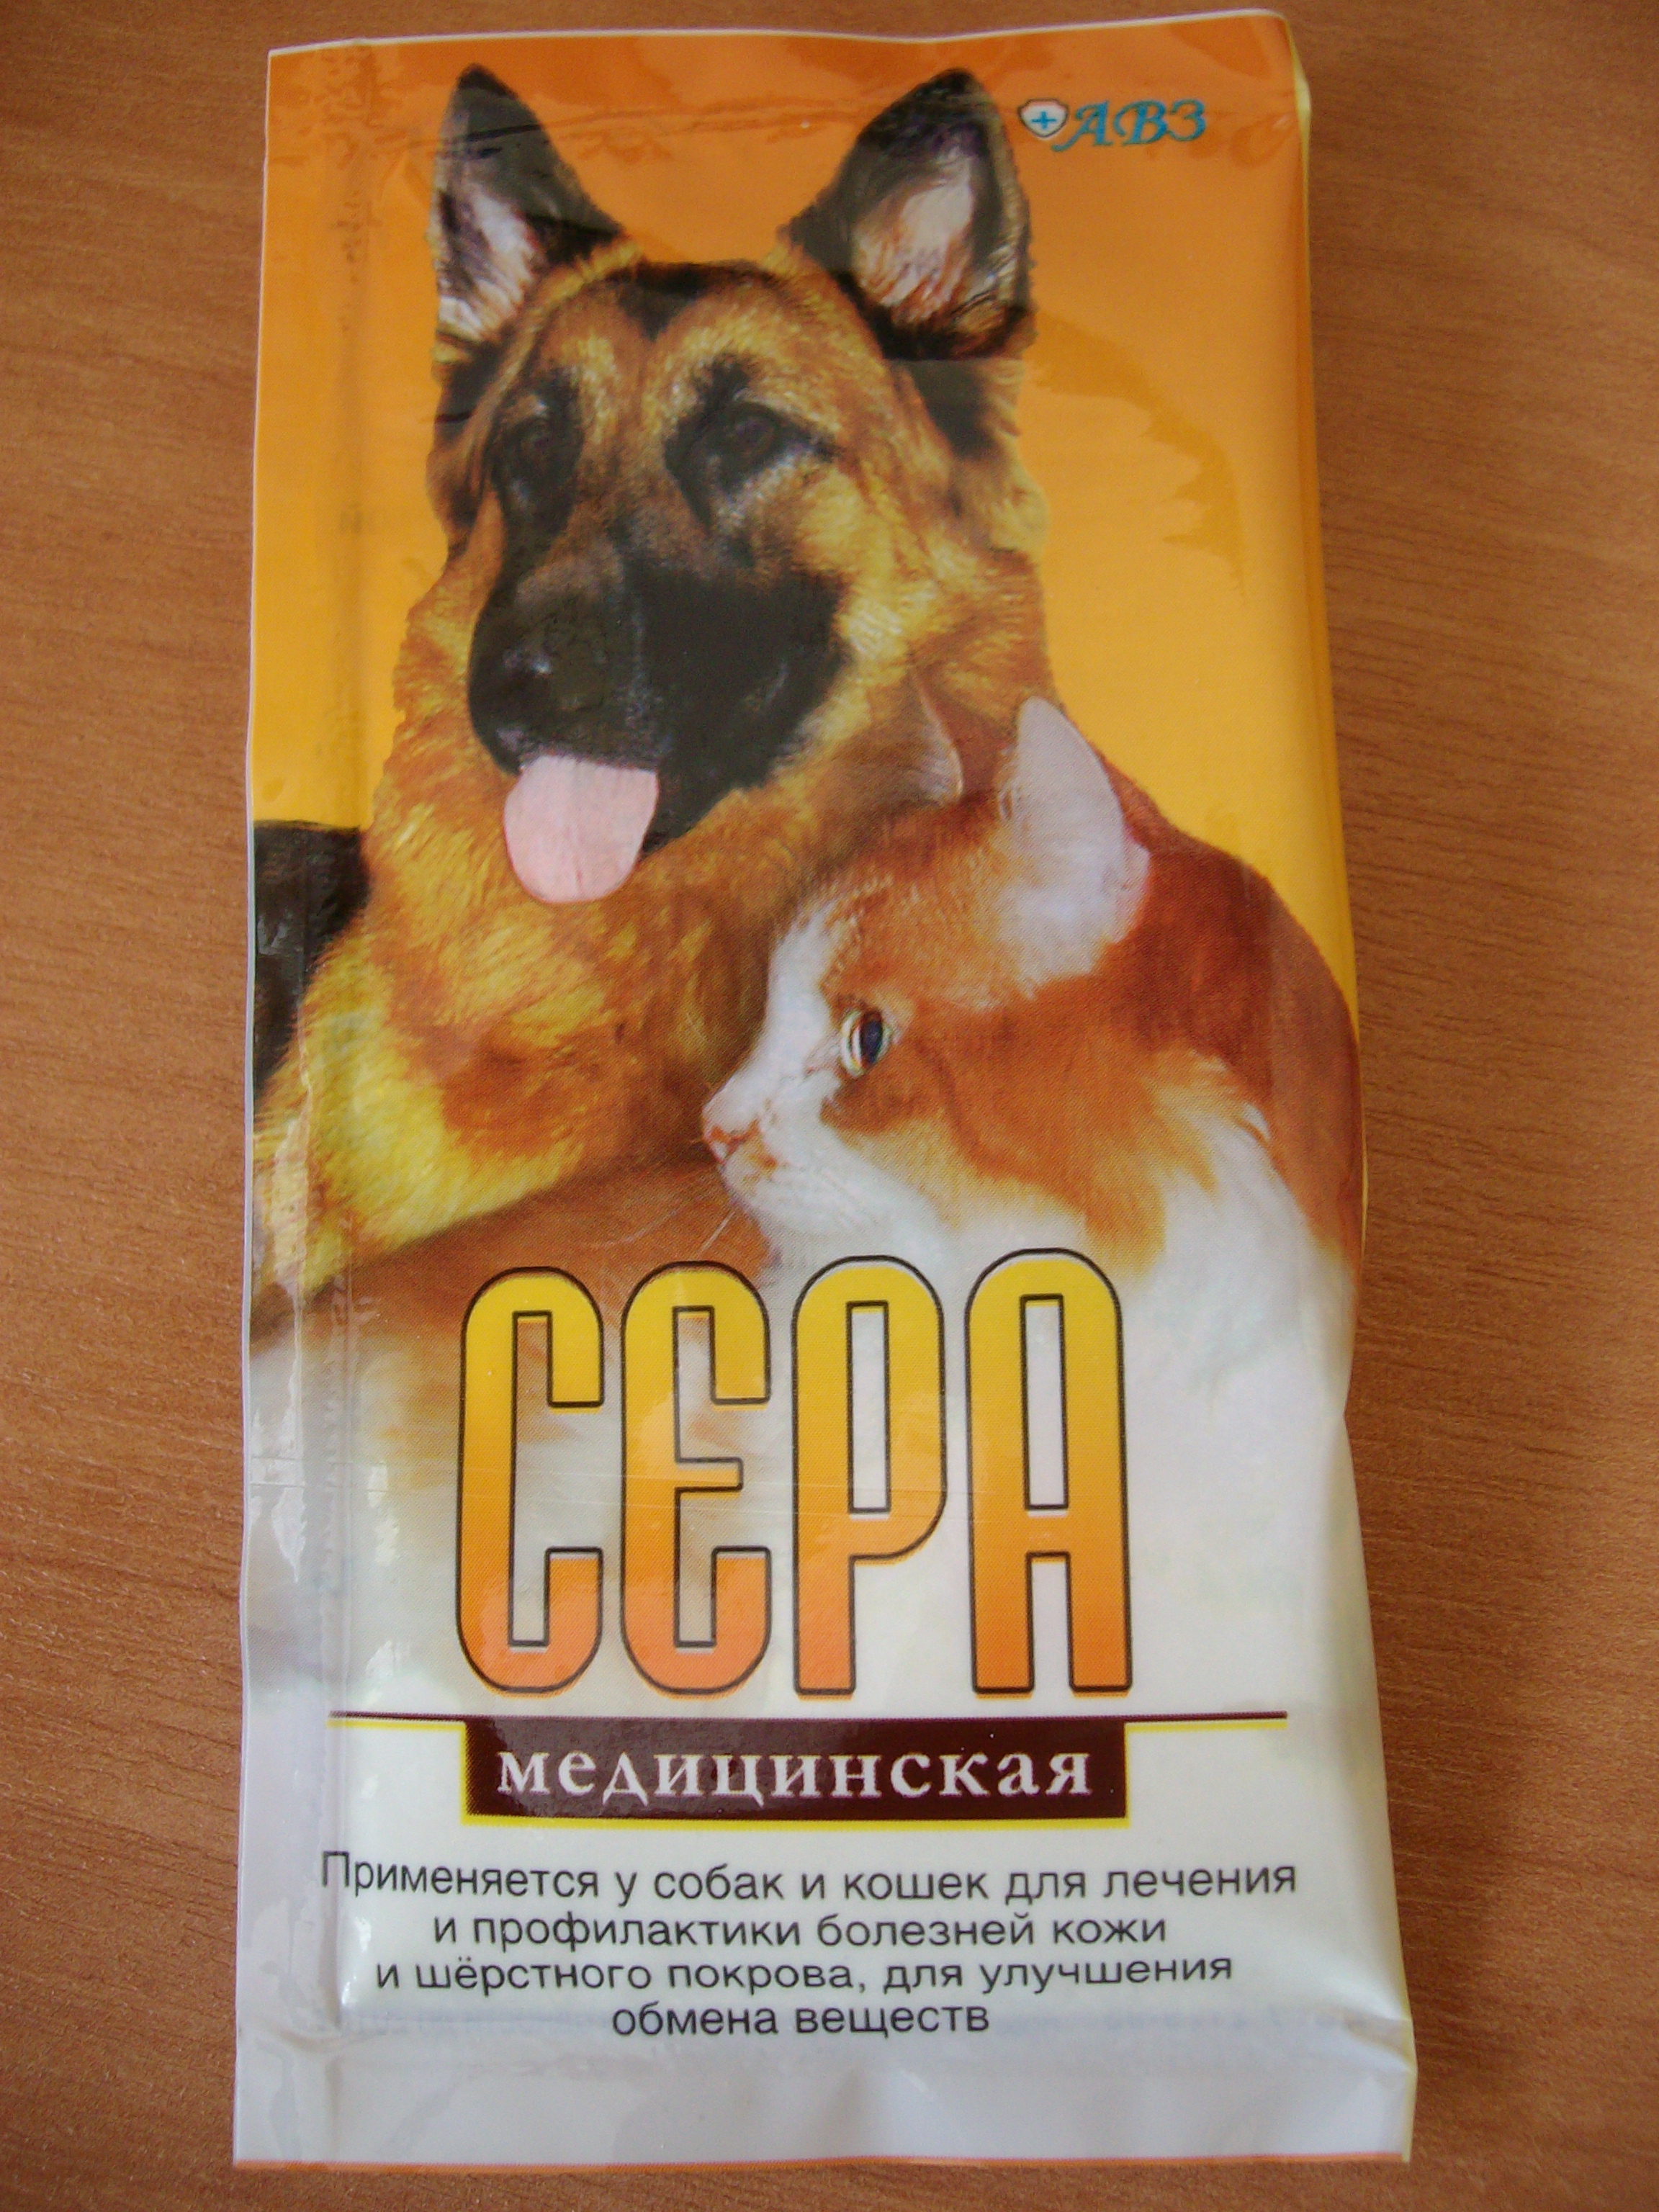 АВЗ
СЕРА
медицинская
Применяется у собак и кошек для лечения
и профилактики болезней кожи
и шёрстного покрова, для улучшения
обмена веществ